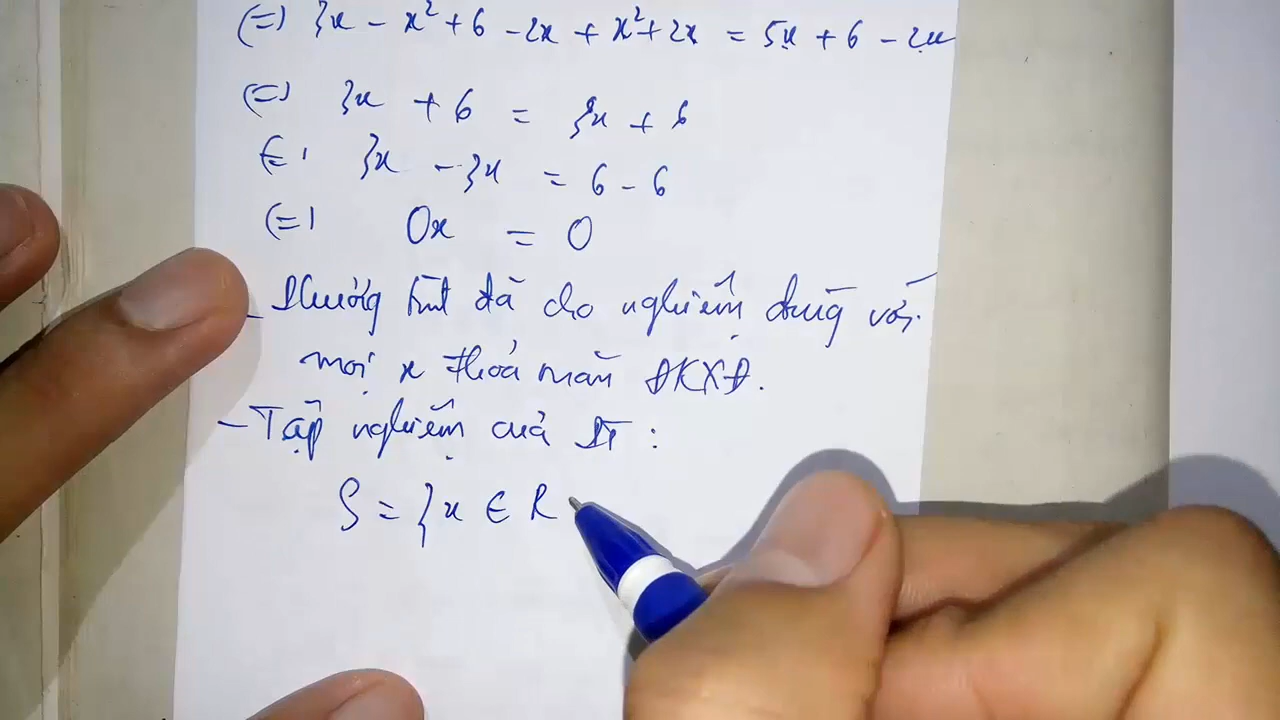 (=) 3x - x² + 6 - 2x + x² + 2x = 5x + 6 - 2x
(=) 3x + 6 = 3x + 6
(=) 3x - 3x = 6 - 6
(=) 0x = 0
- Phương trình đã cho nghiệm đúng với
mọi x thoả mãn ĐKXĐ.
- Tập nghiệm của PT :
S = { x ∈ R